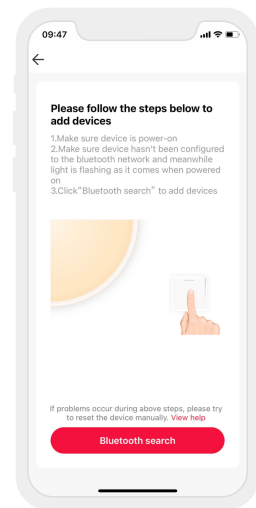 09:47
Please follow the steps below to
add devices
1.Make sure device is power-on
2.Make sure device hasn't been configured
to the bluetooth network and meanwhile
light is flashing as it comes when powered
on
3.Click“Bluetooth search” to add devices
If problems occur during above steps, please try
to reset the device manually. View help
Bluetooth search